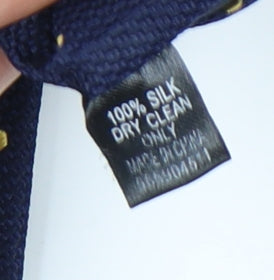 100% SILK
DRY CLEAN
ONLY
MADE IN CHINA